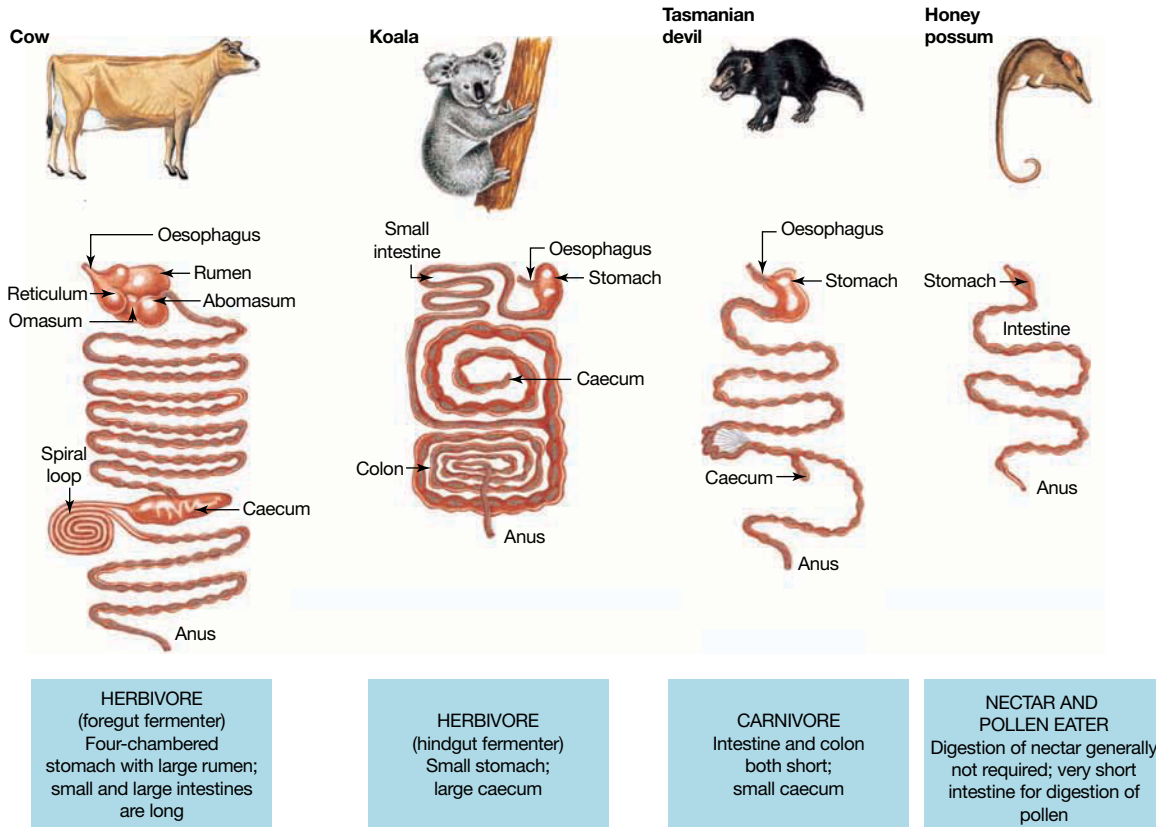 Cow
Koala
Tasmanian
devil
Honey
possum
Oesophagus
Rumen
Reticulum
Abomasum
Omasum
Spiral
loop
Caecum
Anus
Small
intestine
Oesophagus
Stomach
Caecum
Colon
Anus
Oesophagus
Stomach
Caecum
Anus
Stomach
Intestine
Anus
HERBIVORE
(foregut fermenter)
Four-chambered
stomach with large rumen;
small and large intestines
are long
HERBIVORE
(hindgut fermenter)
Small stomach;
large caecum
CARNIVORE
Intestine and colon
both short;
small caecum
NECTAR AND
POLLEN EATER
Digestion of nectar generally
not required; very short
intestine for digestion of
pollen